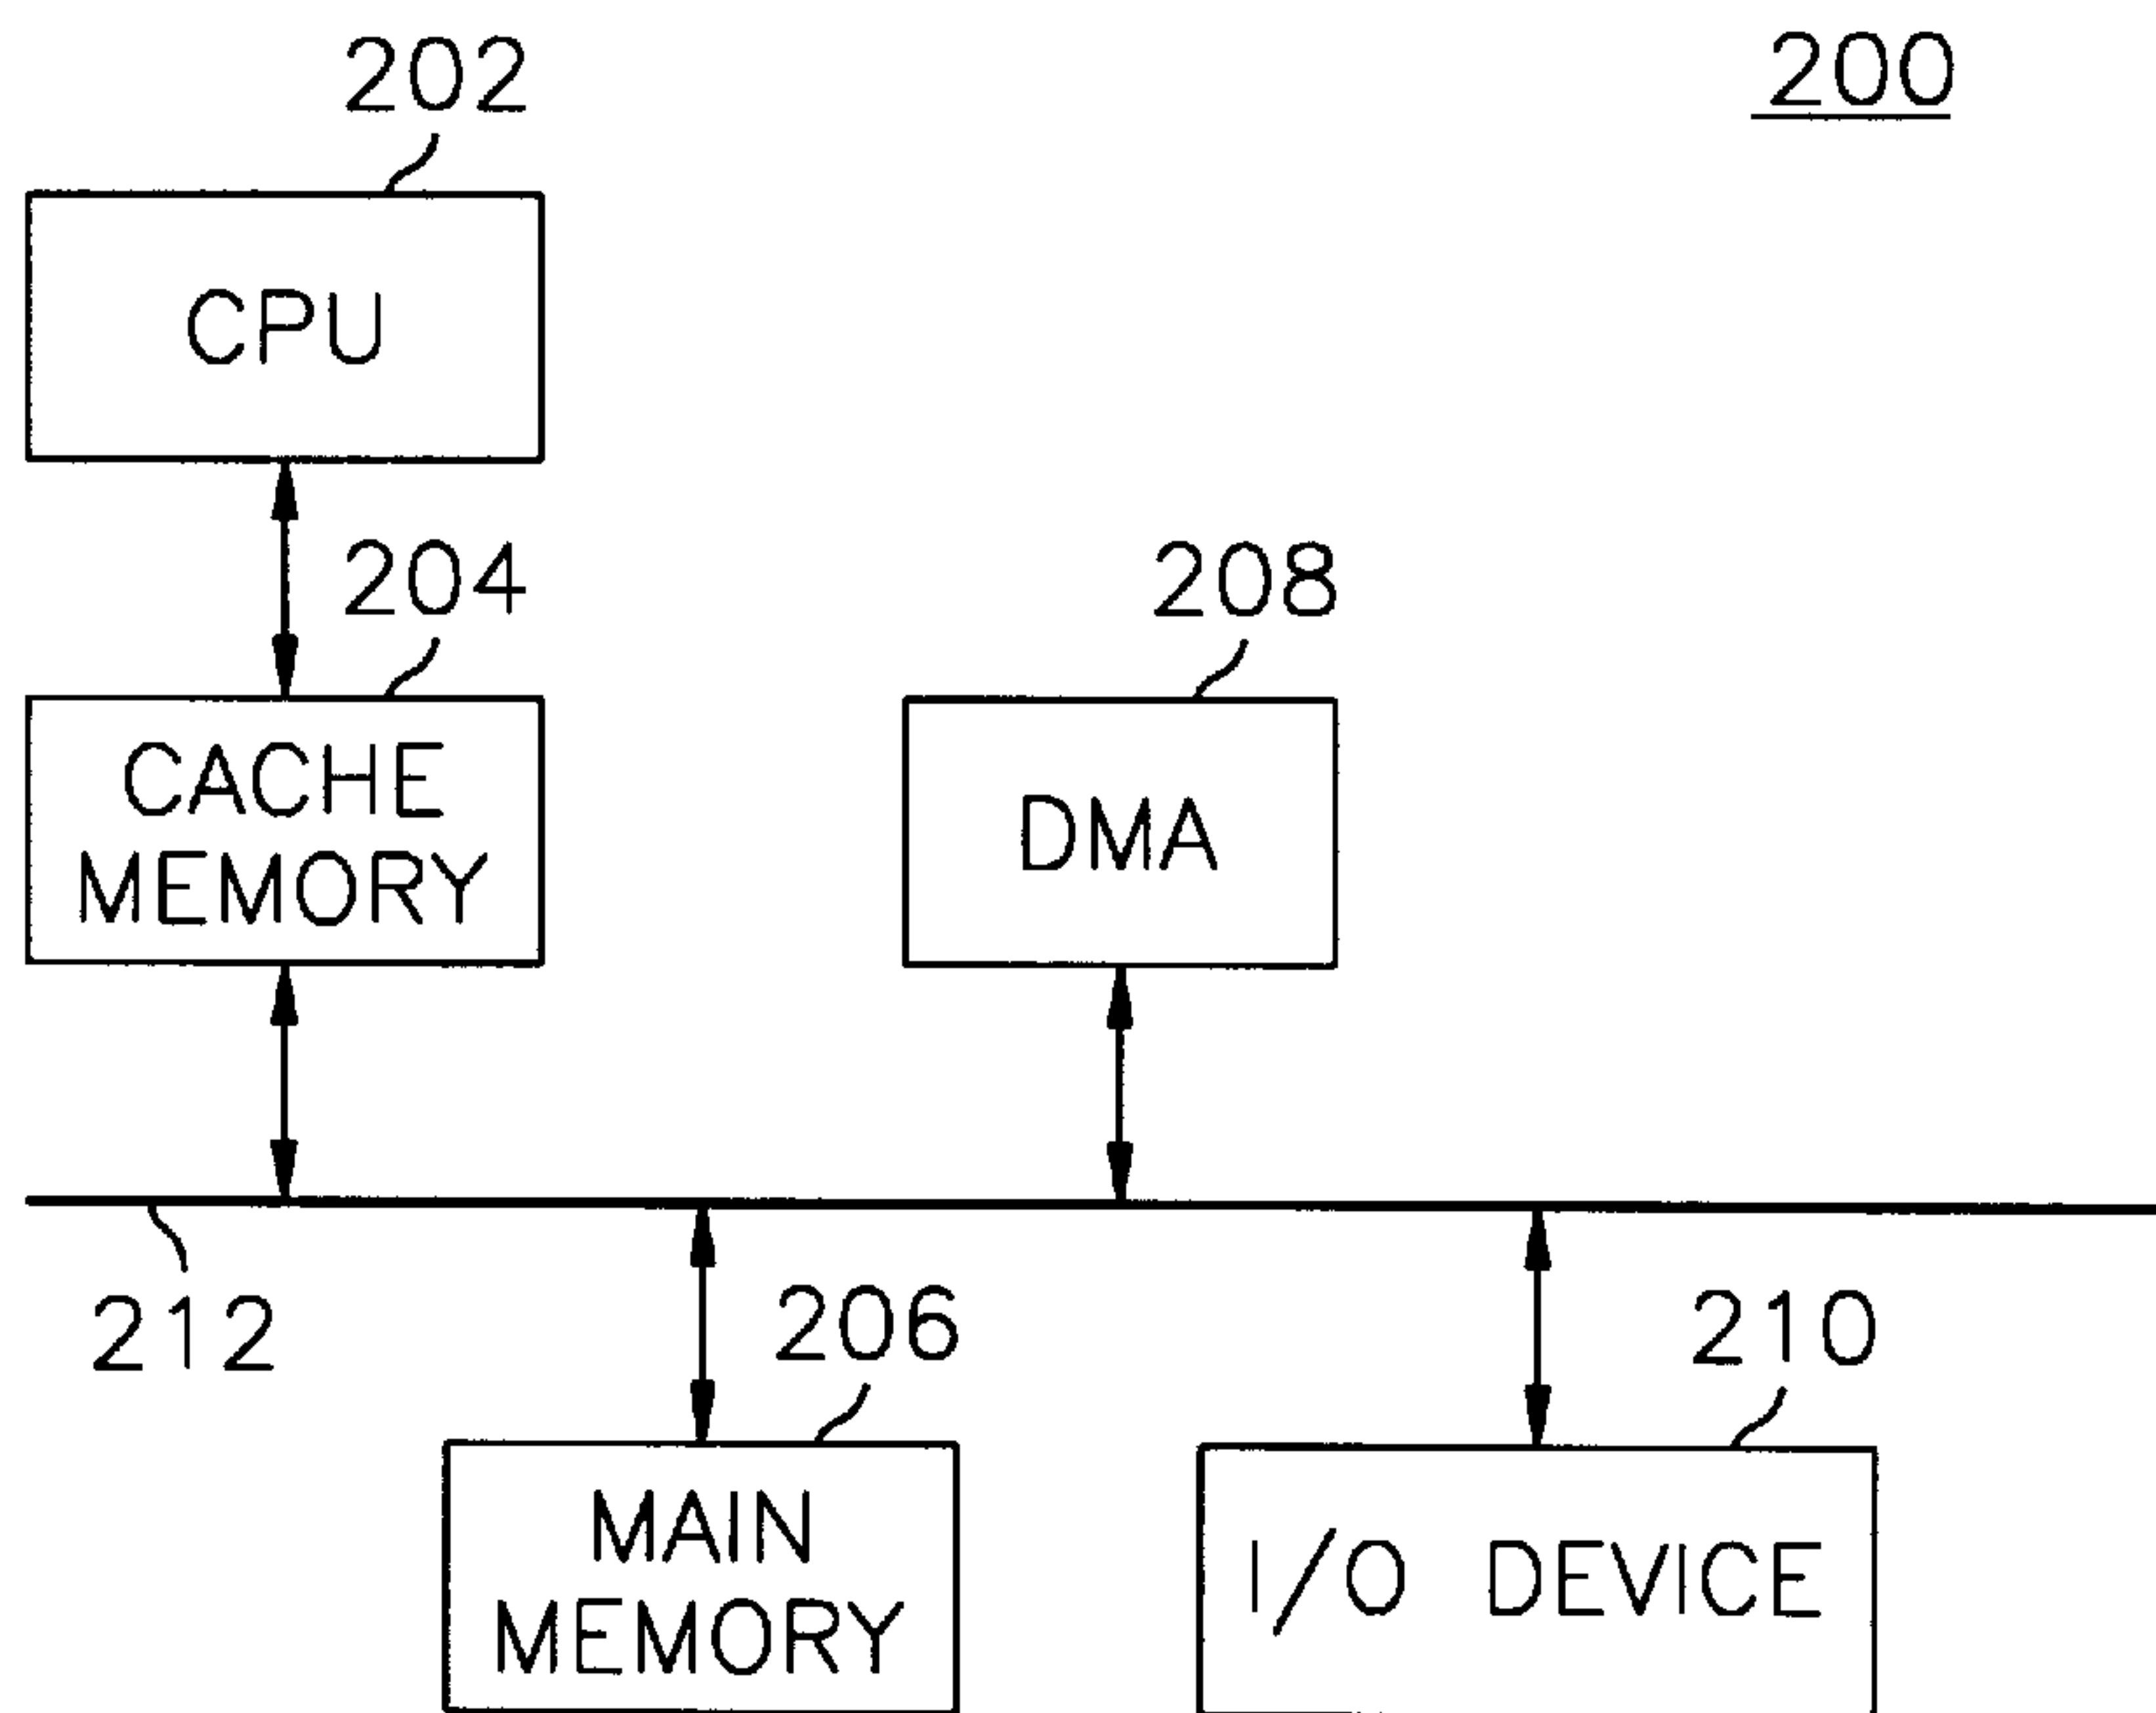 202
200
CPU
204
208
CACHE
MEMORY
DMA
212
206
210
MAIN
MEMORY
I/O DEVICE